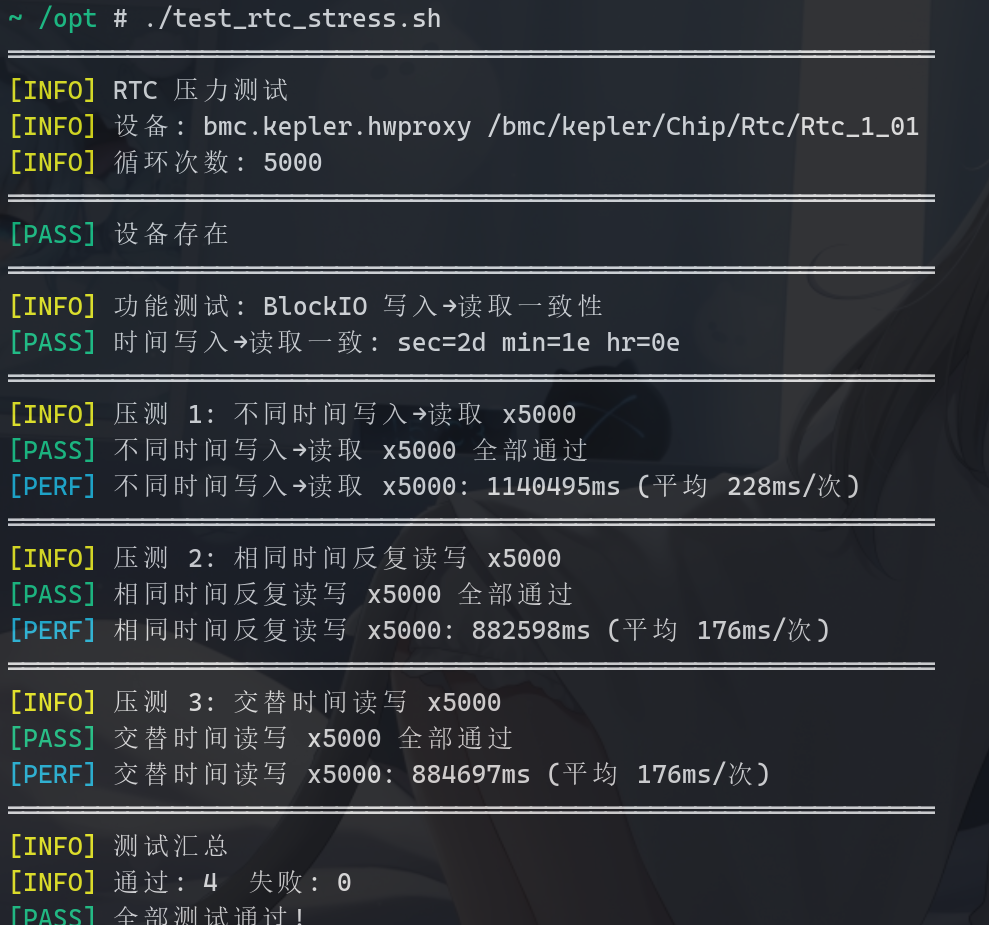 ~ /opt # ./test_rtc_stress.sh
[INFO] RTC 压力测试
[INFO] 设备: bmc.kepler.hwproxy /bmc/kepler/Chip/Rtc/Rtc_1_01
[INFO] 循环次数: 5000
[PASS] 设备存在
[INFO] 功能测试: BlockIO 写入→读取一致性
[PASS] 时间写入→读取一致: sec=2d min=1e hr=0e
[INFO] 压测 1: 不同时间写入→读取 x5000
[PASS] 不同时间写入→读取 x5000 全部通过
[PERF] 不同时间写入→读取 x5000: 1140495ms (平均 228ms/次)
[INFO] 压测 2: 相同时间反复读写 x5000
[PASS] 相同时间反复读写 x5000 全部通过
[PERF] 相同时间反复读写 x5000: 882598ms (平均 176ms/次)
[INFO] 压测 3: 交替时间读写 x5000
[PASS] 交替时间读写 x5000 全部通过
[PERF] 交替时间读写 x5000: 884697ms (平均 176ms/次)
[INFO] 测试汇总
[INFO] 通过: 4  失败: 0
[PASS] 全部测试通过!